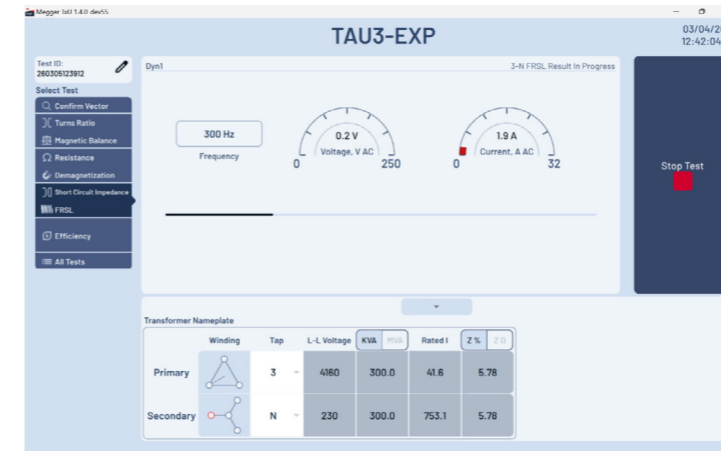 Megger TAU 1.4.0-dev55
TAU3-EXP
03/04/2
12:42:04
Test ID:
260305123912
Select Test
Confirm Vector
Turns Ratio
Magnetic Balance
Resistance
Demagnetization
Short Circuit Impedance
FRSL
Efficiency
All Tests
Dyn1
3-N FRSL Result In Progress
300 Hz
Frequency
0.2 V
Voltage, V AC
0
250
1.9 A
Current, A AC
0
32
Stop Test
Transformer Nameplate
Winding Tap L-L Voltage KVA MVA Rated I Z % Z Ω
Primary 3 4160 300.0 41.6 5.78
Secondary N 230 300.0 753.1 5.78